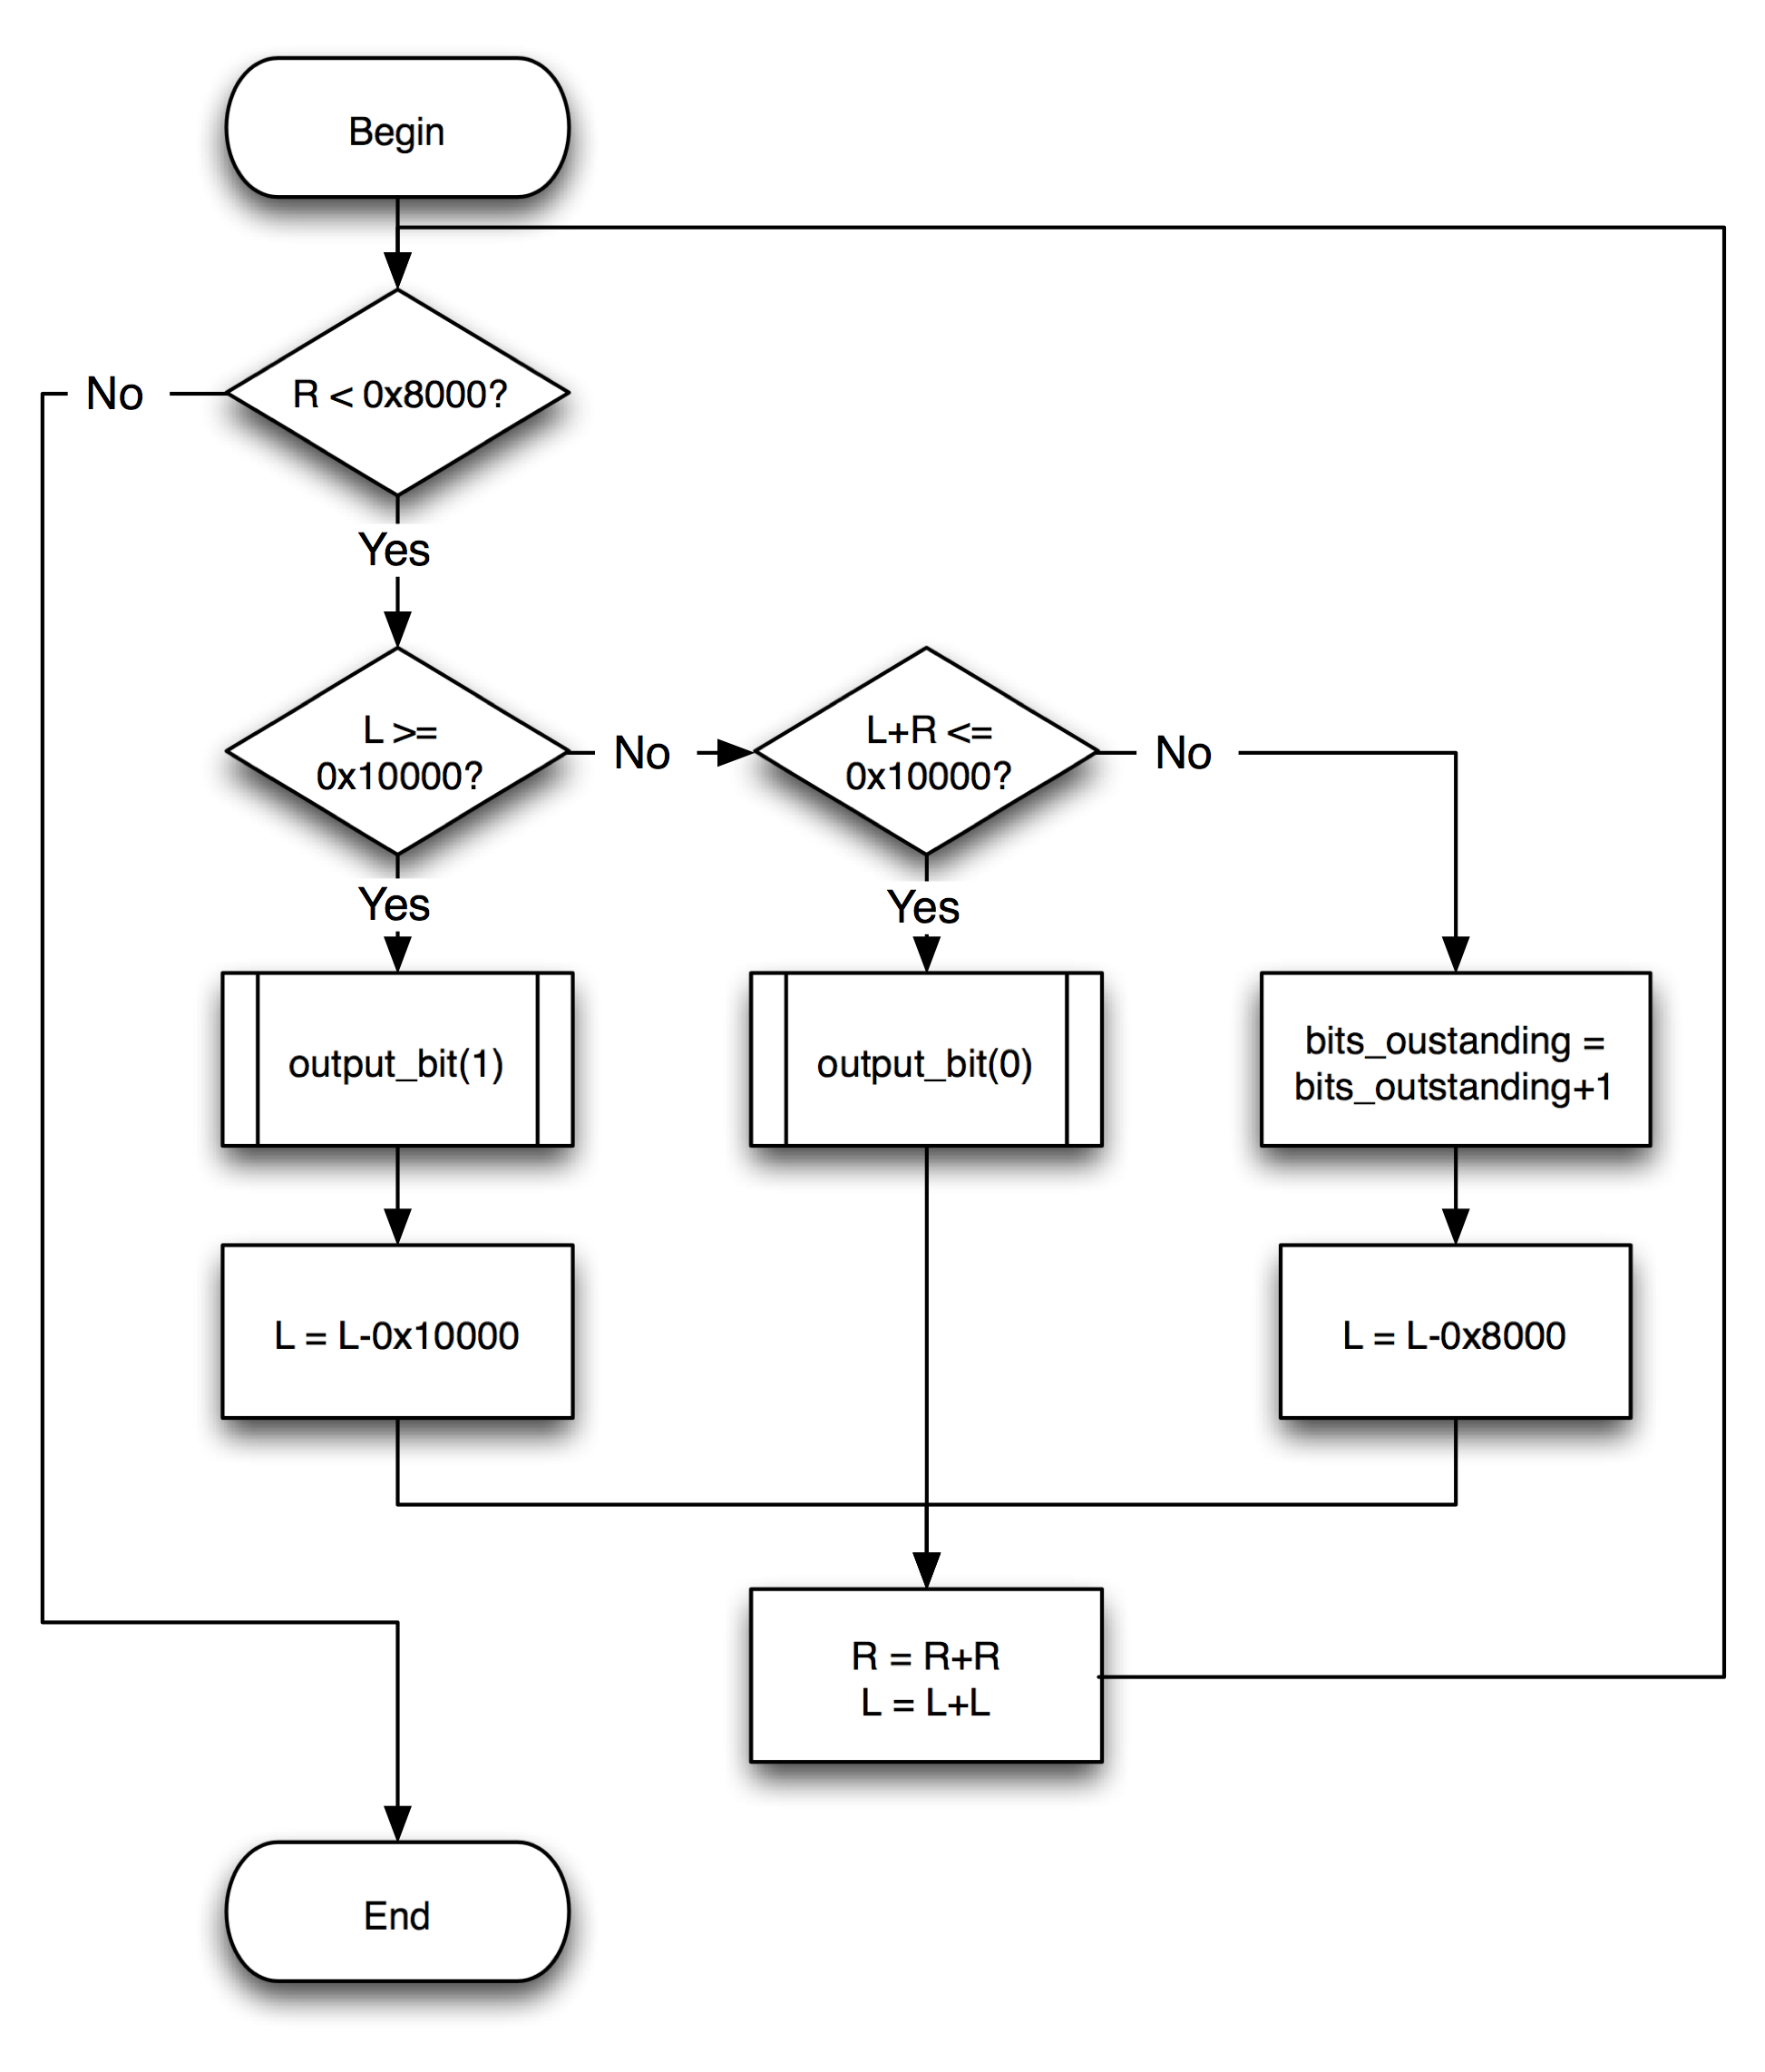 Begin
No
R < 0x8000?
Yes
L >=
0x10000?
No
L+R <=
0x10000?
No
Yes
Yes
output_bit(1)
output_bit(0)
bits_oustanding =
bits_outstanding+1
L = L-0x10000
L = L-0x8000
R = R+R
L = L+L
End